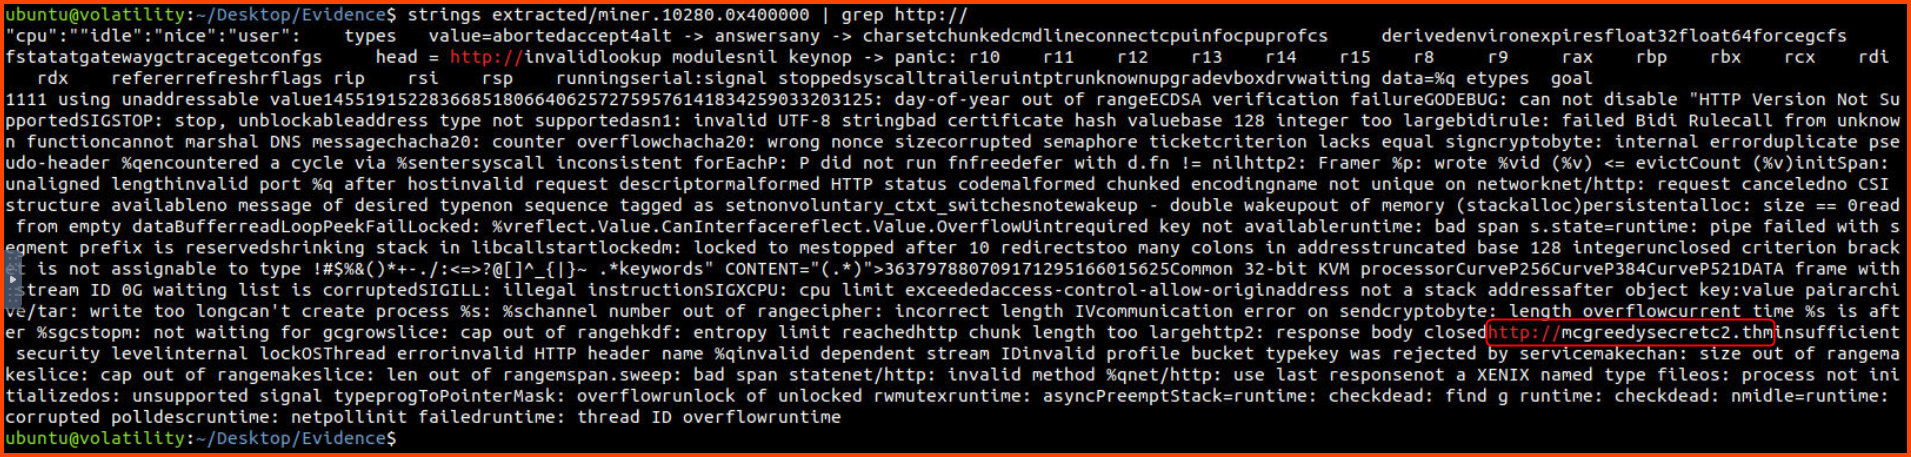 ubuntu@volatility:~/Desktop/Evidence$ strings extracted/miner.10280.0x400000 | grep http://
"cpu":""idle":"nice":"user":    types   value=abortedaccept4alt -> answersany -> charsetchunkedcmdlineconnectcpuinfocpuprofcs     derivedenvironexpiresfloat32float64forcegcfs
fstatatgatewaygctracegetconfgs     head = http://invalidlookup modulesnil keynop -> panic: r10    r11    r12    r13    r14    r15    r8     r9     rax    rbp    rbx    rcx    rdi
   rdx    refererrefreshrflags rip    rsi    rsp    runningserial:signal stoppedsyscalltraileruintptrunknownupgradevboxdrvwaiting data=%q etypes  goal
1111 using unaddressable value1455191522836685180664062572759576141834259033203125: day-of-year out of rangeECDSA verification failureGODEBUG: can not disable "HTTP Version Not Su
pportedSIGSTOP: stop, unblockableaddress type not supportedasn1: invalid UTF-8 stringbad certificate hash valuebase 128 integer too largebidirule: failed Bidi Rulecall from unknow
n functioncannot marshal DNS messagechacha20: counter overflowchacha20: wrong nonce sizecorrupted semaphore ticketcriterion lacks equal signcryptobyte: internal errorduplicate pse
udo-header %qencountered a cycle via %sentersyscall inconsistent forEachP: P did not run fnfreedefer with d.fn != nilhttp2: Framer %p: wrote %vid (%v) <= evictCount (%v)initSpan:
unaligned lengthinvalid port %q after hostinvalid request descriptormalformed HTTP status codemalformed chunked encodingname not unique on networknet/http: request canceledno CSI
structure availableno message of desired typenon sequence tagged as setnonvoluntary_ctxt_switchesnotewakeup - double wakeupout of memory (stackalloc)persistentalloc: size == 0read
from empty dataBufferreadLoopPeekFailLocked: %vreflect.Value.CanInterfacereflect.Value.OverflowUintrequired key not availableruntime: bad span s.state=runtime: pipe failed with s
egment prefix is reservedshrinking stack in libcallstartlockedm: locked to mestopped after 10 redirectstoo many colons in addresstruncated base 128 integerunclosed criterion brack
et is not assignable to type !#$%&()*+-./:<=>?@[]^_{|}~ .*keywords" CONTENT="(.*)">363797880709171295166015625Common 32-bit KVM processorCurveP256CurveP384CurveP521DATA frame with
stream ID 0G waiting list is corruptedSIGILL: illegal instructionSIGXCPU: cpu limit exceededaccess-control-allow-originaddress not a stack addressafter object key:value pairarchi
ve/tar: write too longcan't create process %s: %schannel number out of rangecipher: incorrect length IVcommunication error on sendcryptobyte: length overflowcurrent time %s is aft
er %sgcstopm: not waiting for gcgrowslice: cap out of rangehkdf: entropy limit reachedhttp chunk length too largehttp2: response body closedhttp://mcgreedysecretc2.thminsufficient
security levelinternal lockOSThread errorinvalid HTTP header name %qinvalid dependent stream IDinvalid profile bucket typekey was rejected by servicemakechan: size out of rangema
keslice: cap out of rangemakeslice: len out of rangemspan.sweep: bad span statenet/http: invalid method %qnet/http: use last responsenot a XENIX named type fileos: process not ini
tializedos: unsupported signal typeprogToPointerMask: overflowrunlock of unlocked rwmutexruntime: asyncPreemptStack=runtime: checkdead: find g runtime: checkdead: nmidle=runtime:
corrupted polldescruntime: netpollinit failedruntime: thread ID overflowruntime
ubuntu@volatility:~/Desktop/Evidence$